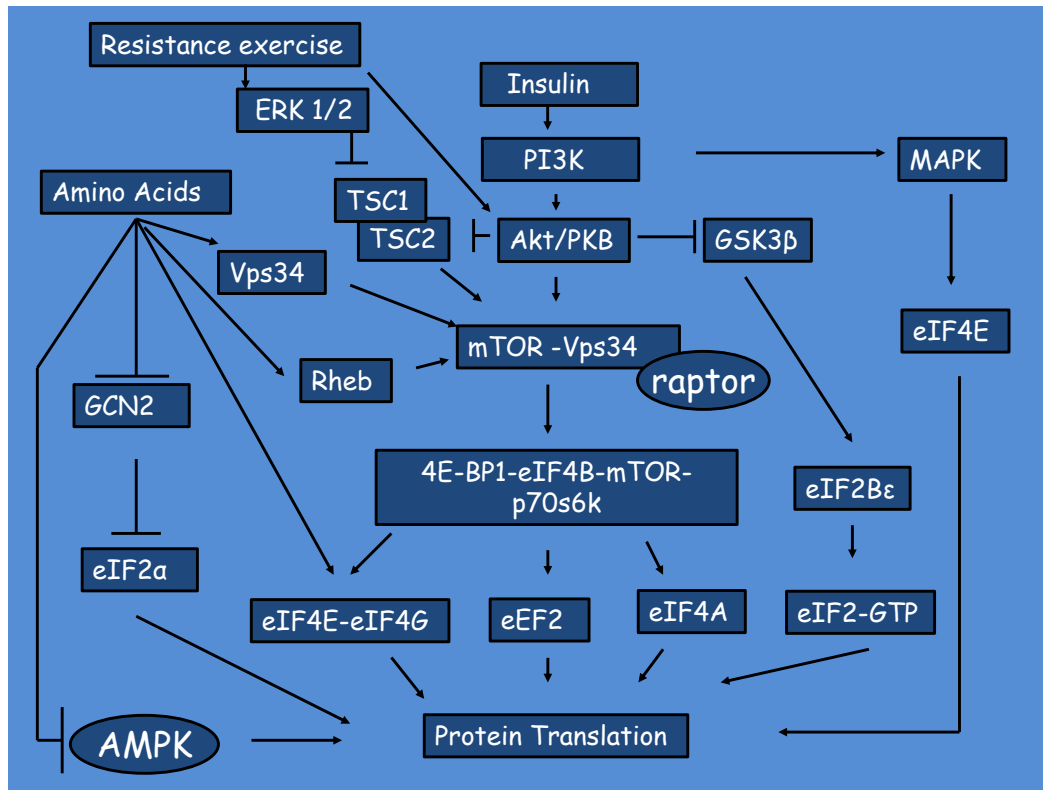 Resistance exercise
Insulin
ERK 1/2
PI3K
MAPK
Amino Acids
TSC1
TSC2
Akt/PKB
GSK3β
Vps34
eIF4E
mTOR -Vps34
raptor
Rheb
GCN2
4E-BP1-eIF4B-mTOR-
p70s6k
eIF2Bε
eIF2α
eIF4E-eIF4G
eEF2
eIF4A
eIF2-GTP
AMPK
Protein Translation